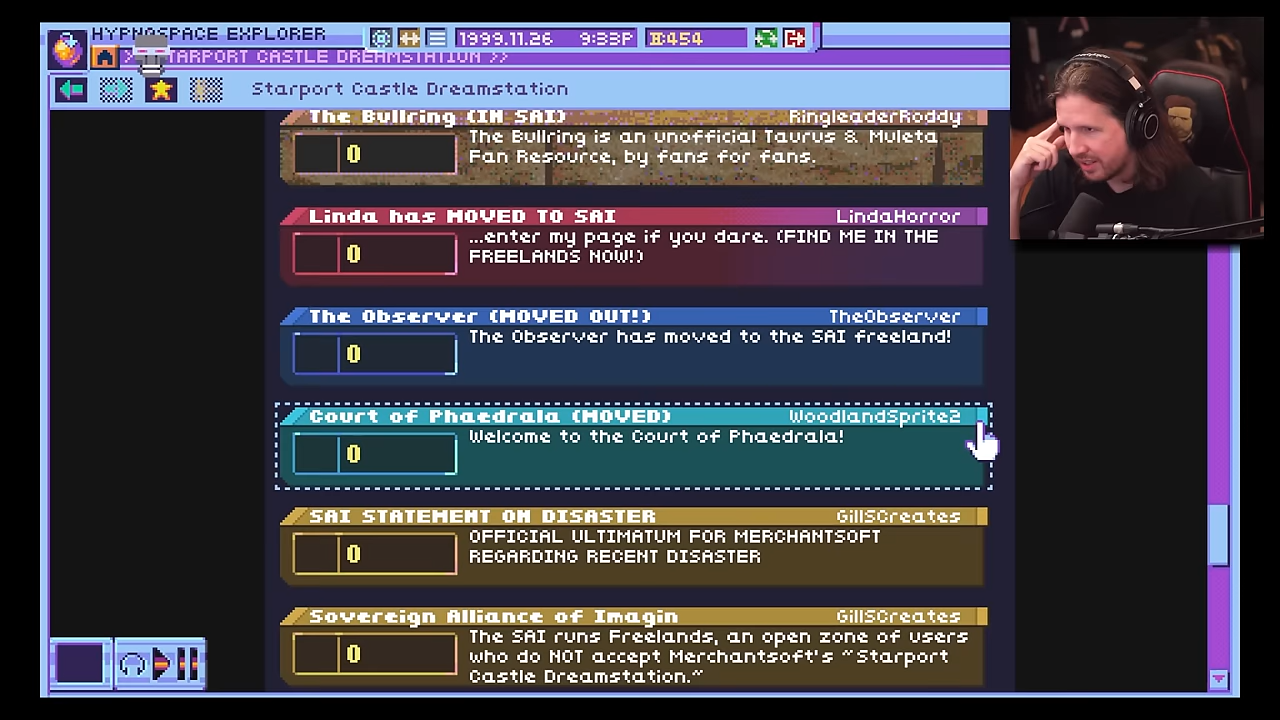 HYPNOSPACE EXPLORER
1999.11.26 9:33P
454
STARPORT CASTLE DREAMSTATION >>
Starport Castle Dreamstation
The Bullring (IN SAI) RingleaderRoddy
0
The Bullring is an unofficial Taurus & Muleta
Fan Resource, by fans for fans.
Linda has MOVED TO SAI LindaHorror
0
...enter my page if you dare. (FIND ME IN THE
FREELANDS NOW!)
The Observer (MOVED OUT!) TheObserver
0
The Observer has moved to the SAI freeland!
Court of Phaedrala (MOVED) WoodlandSprite2
0
Welcome to the Court of Phaedrala!
SAI STATEMENT ON DISASTER GillSCreates
0
OFFICIAL ULTIMATUM FOR MERCHANTSOFT
REGARDING RECENT DISASTER
Sovereign Alliance of Imagin GillSCreates
0
The SAI runs Freelands, an open zone of users
who do NOT accept Merchantsoft's ~Starport
Castle Dreamstation.~